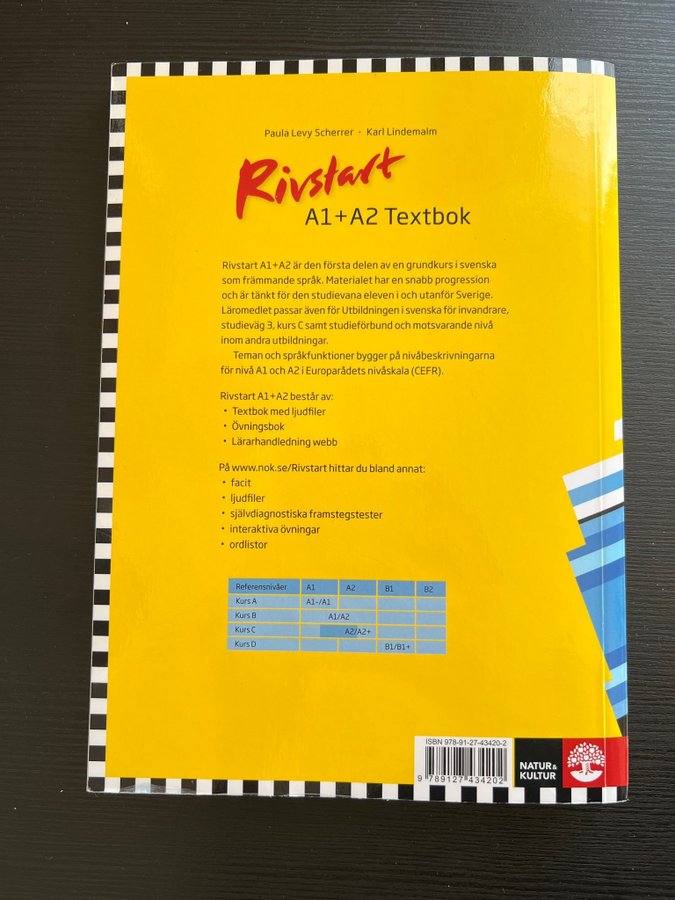 Paula Levy Scherrer · Karl Lindemalm
Rivstart
A1+A2 Textbok
Rivstart A1+A2 är den första delen av en grundkurs i svenska
som främmande språk. Materialet har en snabb progression
och är tänkt för den studievana eleven i och utanför Sverige.
Läromedlet passar även för Utbildningen i svenska för invandrare,
studieväg 3, kurs C samt studieförbund och motsvarande nivå
inom andra utbildningar.
Teman och språkfunktioner bygger på nivåbeskrivningarna
för nivå A1 och A2 i Europarådets nivåskala (CEFR).
Rivstart A1+A2 består av:
• Textbok med ljudfiler
• Övningsbok
• Lärarhandledning webb
På www.nok.se/Rivstart hittar du bland annat:
• facit
• ljudfiler
• självdiagnostiska framstegstester
• interaktiva övningar
• ordlistor
Referensnivåer A1 A2 B1 B2
Kurs A A1-/A1
Kurs B A1/A2
Kurs C A2/A2+
Kurs D B1/B1+
ISBN 978-91-27-43420-2
9 789127 434202
NATUR &
KULTUR